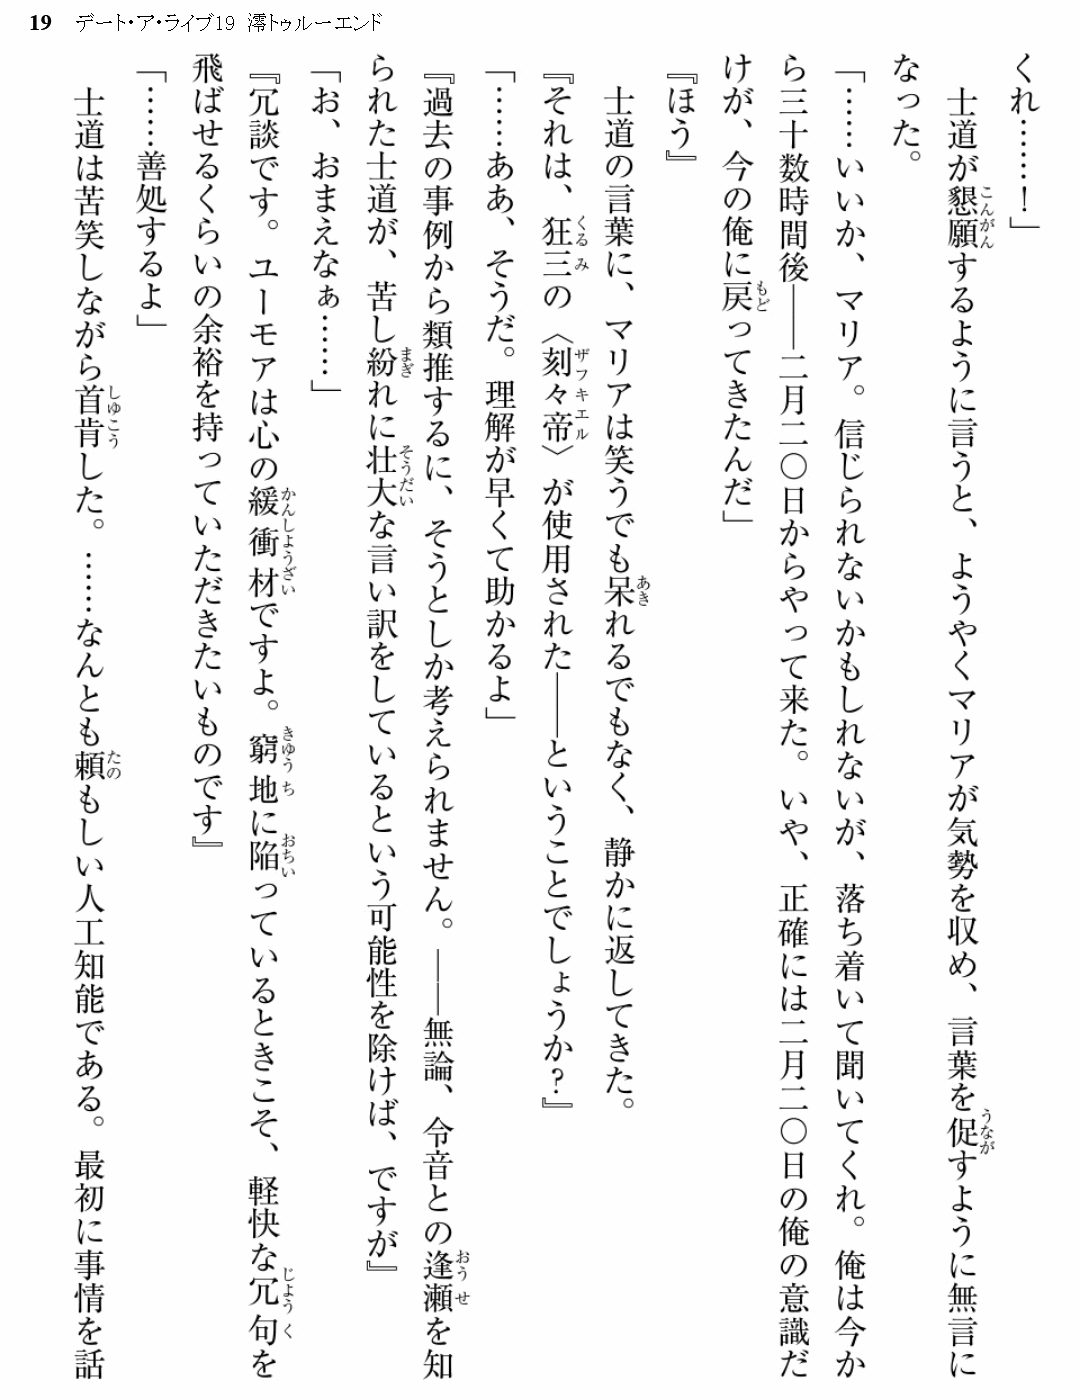 19 デート・ア・ライブ19 澪トゥルーエンド
くれ……！」
士道が懇願するように言うと、ようやくマリアが気勢を収め、言葉を促すように無言に
なった。
「……いいか、マリア。信じられないかもしれないが、落ち着いて聞いてくれ。俺は今か
ら三十数時間後――二月二〇日からやって来た。いや、正確には二月二〇日の俺の意識だ
けが、今の俺に戻ってきたんだ」
『ほう』
士道の言葉に、マリアは笑うでも呆れるでもなく、静かに返してきた。
『それは、狂三の〈刻々帝〉が使用された――ということでしょうか？』
「……ああ、そうだ。理解が早くて助かるよ」
『過去の事例から類推するに、そうとしか考えられません。――無論、令音との逢瀬を知
られた士道が、苦し紛れに壮大な言い訳をしているという可能性を除けば、ですが』
「お、おまえなぁ……」
『冗談です。ユーモアは心の緩衝材ですよ。窮地に陥っているときこそ、軽快な冗句を
飛ばせるくらいの余裕を持っていただきたいものです』
「……善処するよ」
士道は苦笑しながら首肯した。……なんとも頼もしい人工知能である。最初に事情を話